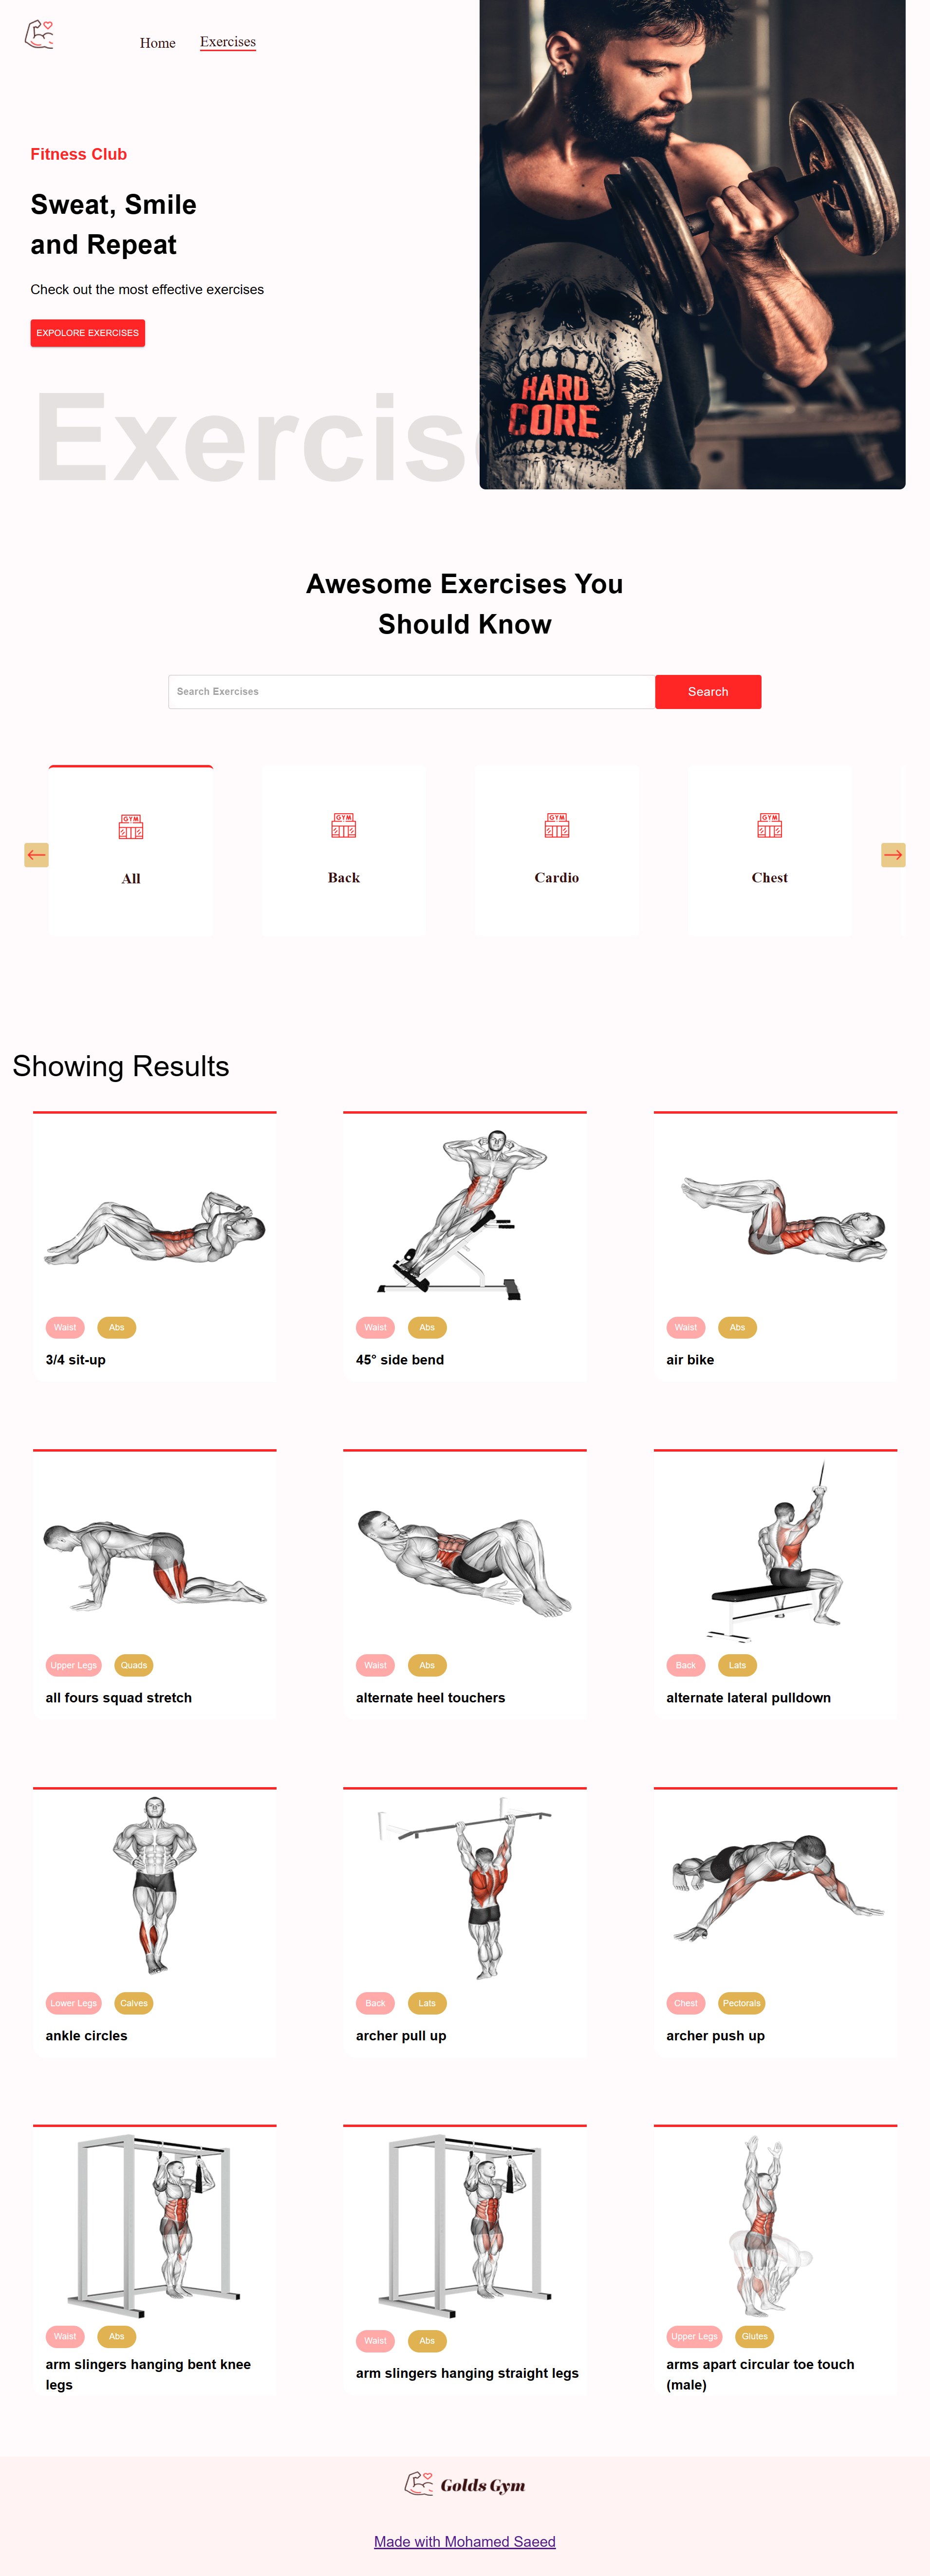 Home
Exercises
Fitness Club
Sweat, Smile
and Repeat
Check out the most effective exercises
EXPOLORE EXERCISES
HARD
CORE
Awesome Exercises You
Should Know
Search Exercises
Search
GYM
All
GYM
Back
GYM
Cardio
GYM
Chest
Showing Results
Waist
Abs
3/4 sit-up
Waist
Abs
45° side bend
Waist
Abs
air bike
Upper Legs
Quads
all fours squad stretch
Waist
Abs
alternate heel touchers
Back
Lats
alternate lateral pulldown
Lower Legs
Calves
ankle circles
Back
Lats
archer pull up
Chest
Pectorals
archer push up
Waist
Abs
arm slingers hanging bent knee
legs
Waist
Abs
arm slingers hanging straight legs
Upper Legs
Glutes
arms apart circular toe touch
(male)
Golds Gym
Made with Mohamed Saeed